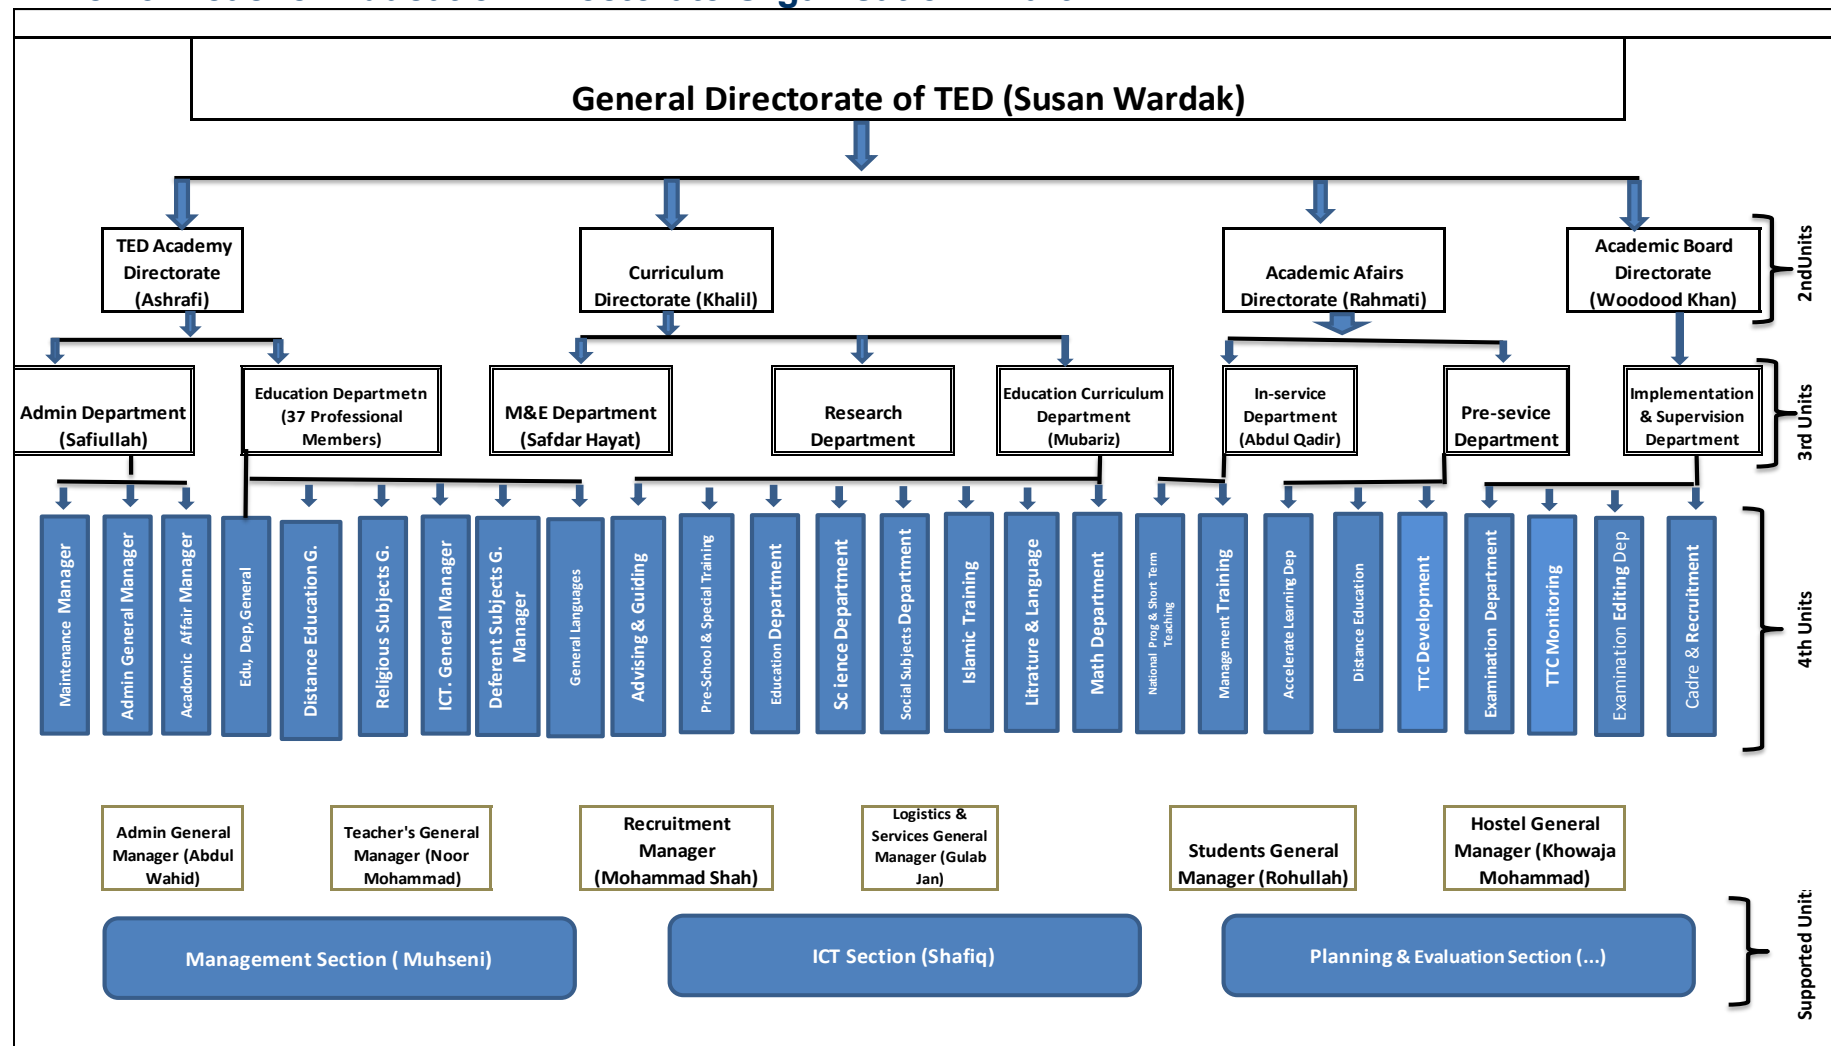 General Directorate of TED (Susan Wardak)
TED Academy
Directorate
(Ashrafi)
Curriculum
Directorate (Khalil)
Academic Afairs
Directorate (Rahmati)
Academic Board
Directorate
(Woodood Khan)
2ndUnits
Admin Department
(Safiullah)
Education Departmetn
(37 Professional
Members)
M&E Department
(Safdar Hayat)
Research
Department
Education Curriculum
Department
(Mubariz)
In-service
Department
(Abdul Qadir)
Pre-sevice
Department
Implementation
& Supervision
Department
3rd Units
Maintenance Manager
Admin General Manager
Acadomic Affair Manager
Edu, Dep,General
Distance Education G.
Religious Subjects G.
ICT. General Manager
Deferent Subjects G.
Manager
General Languages
Advising & Guiding
Pre-School & Special Training
Education Department
Science Department
Social Subjects Department
Islamic Training
Litrature & Language
Math Department
National Prog & Short Term
Teaching
Management Training
Accelerate Learning Dep
Distance Education
TTC Development
Examination Department
TTC Monitoring
Examination Editing Dep
Cadre & Recruitment
4th Units
Admin General
Manager (Abdul
Wahid)
Teacher's General
Manager (Noor
Mohammad)
Recruitment
Manager
(Mohammad Shah)
Logistics &
Services General
Manager (Gulab
Jan)
Students General
Manager (Rohullah)
Hostel General
Manager (Khowaja
Mohammad)
Management Section ( Muhseni)
ICT Section (Shafiq)
Planning & Evaluation Section (...)
Supported Unit